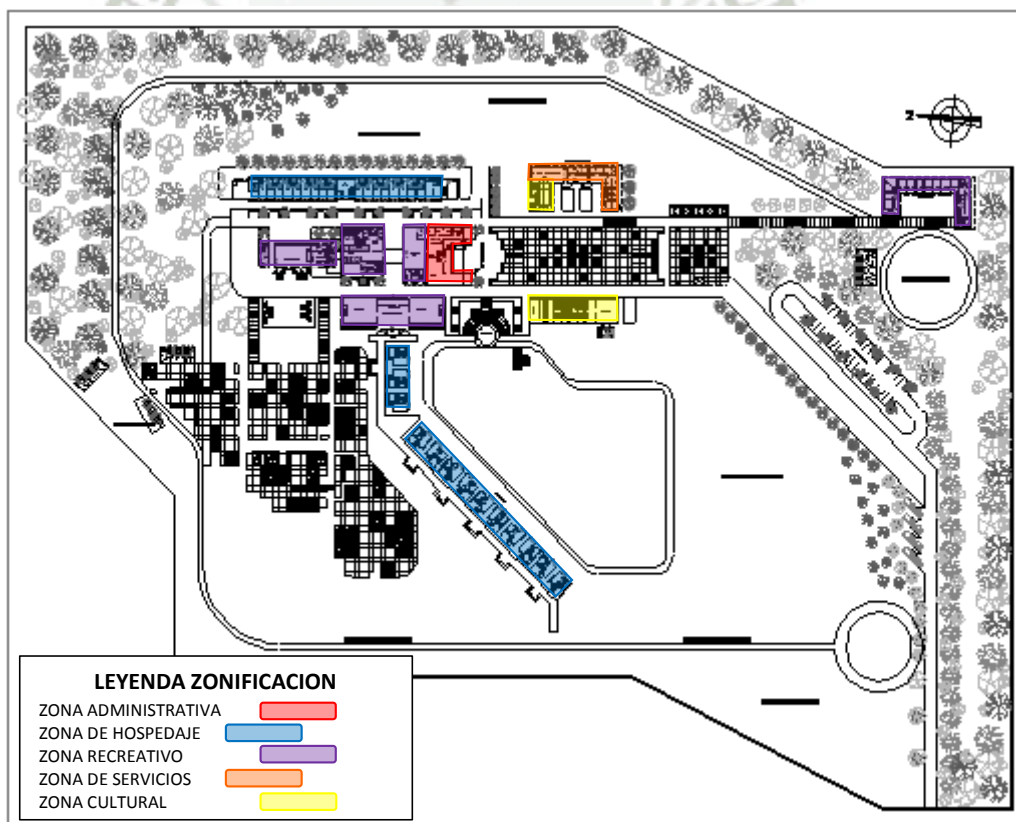 LEYENDA ZONIFICACION
ZONA ADMINISTRATIVA
ZONA DE HOSPEDAJE
ZONA RECREATIVO
ZONA DE SERVICIOS
ZONA CULTURAL